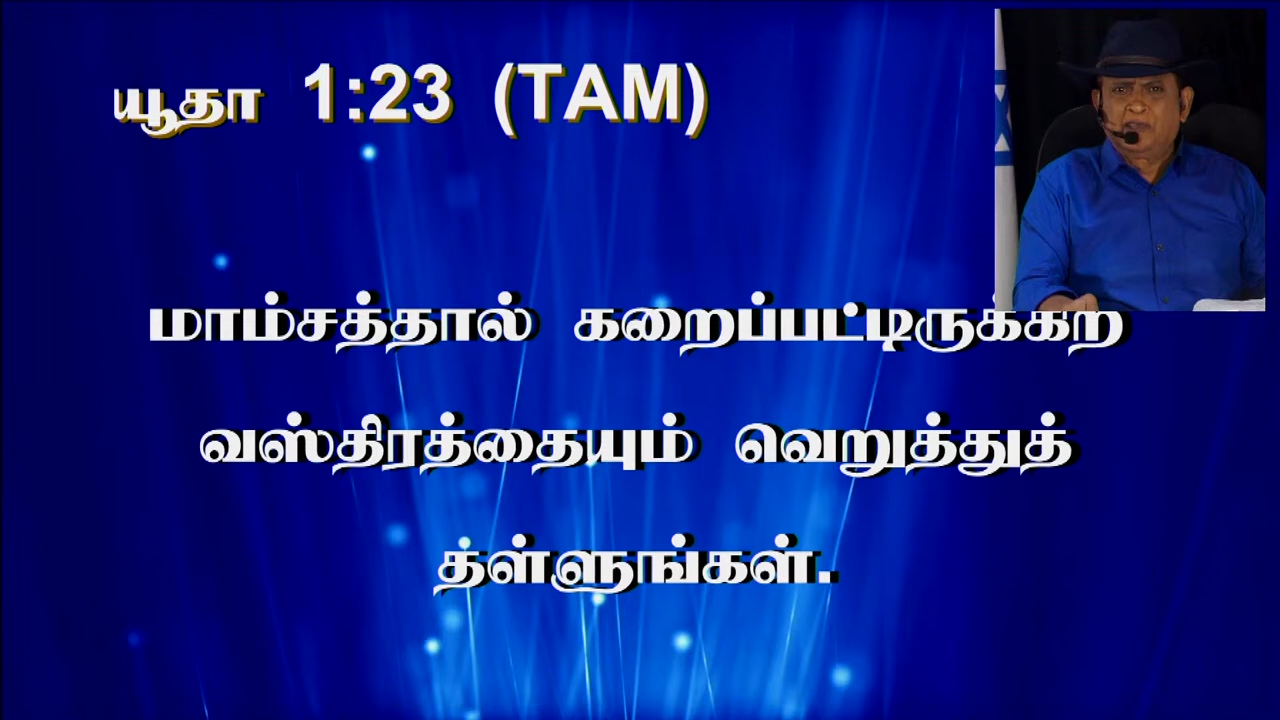 யூதா 1:23 (TAM)
மாம்சத்தால் கறைப்பட்டிருக்கிற
வஸ்திரத்தையும் வெறுத்துத்
தள்ளுங்கள்.